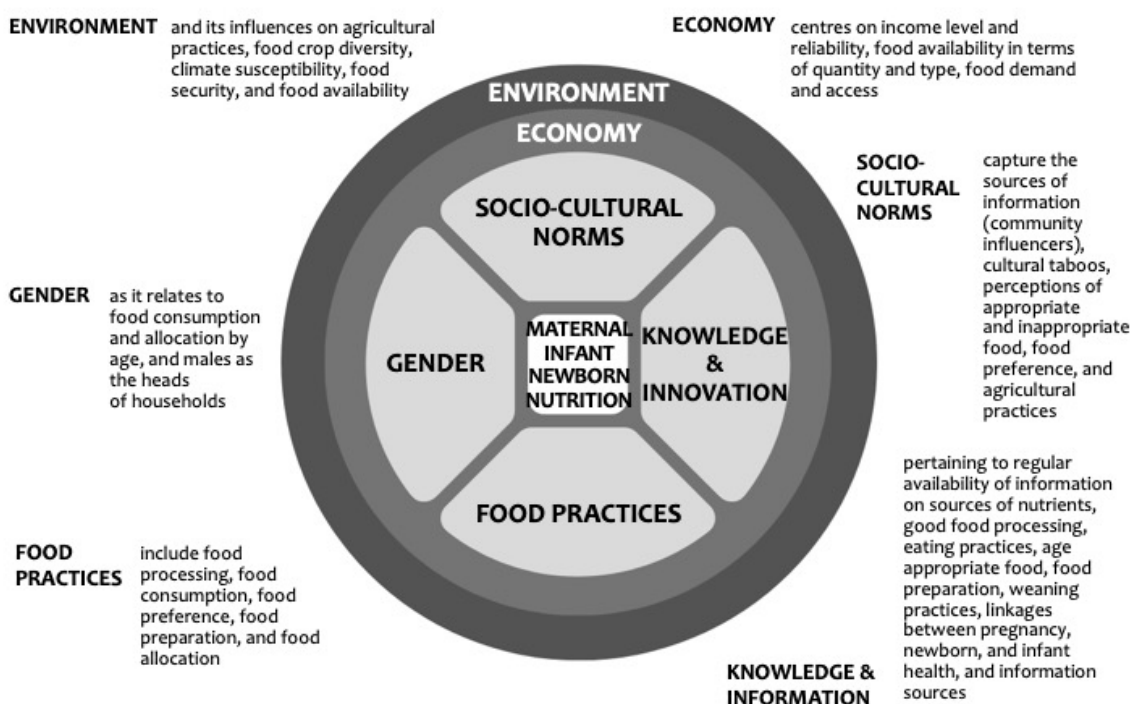 ENVIRONMENT and its influences on agricultural
practices, food crop diversity,
climate susceptibility, food
security, and food availability
ECONOMY centres on income level and
reliability, food availability in terms
of quantity and type, food demand
and access
ENVIRONMENT
ECONOMY
SOCIO-CULTURAL
NORMS
GENDER
MATERNAL
INFANT
NEWBORN
NUTRITION
KNOWLEDGE
&
INNOVATION
FOOD PRACTICES
SOCIO-
CULTURAL
NORMS
capture the
sources of
information
(community
influencers),
cultural taboos,
perceptions of
appropriate
and inappropriate
food, food
preference, and
agricultural
practices
GENDER as it relates to
food consumption
and allocation by
age, and males as
the heads
of households
FOOD
PRACTICES
include food
processing, food
consumption, food
preference, food
preparation, and food
allocation
KNOWLEDGE &
INFORMATION
pertaining to regular
availability of information
on sources of nutrients,
good food processing,
eating practices, age
appropriate food, food
preparation, weaning
practices, linkages
between pregnancy,
newborn, and infant
health, and information
sources